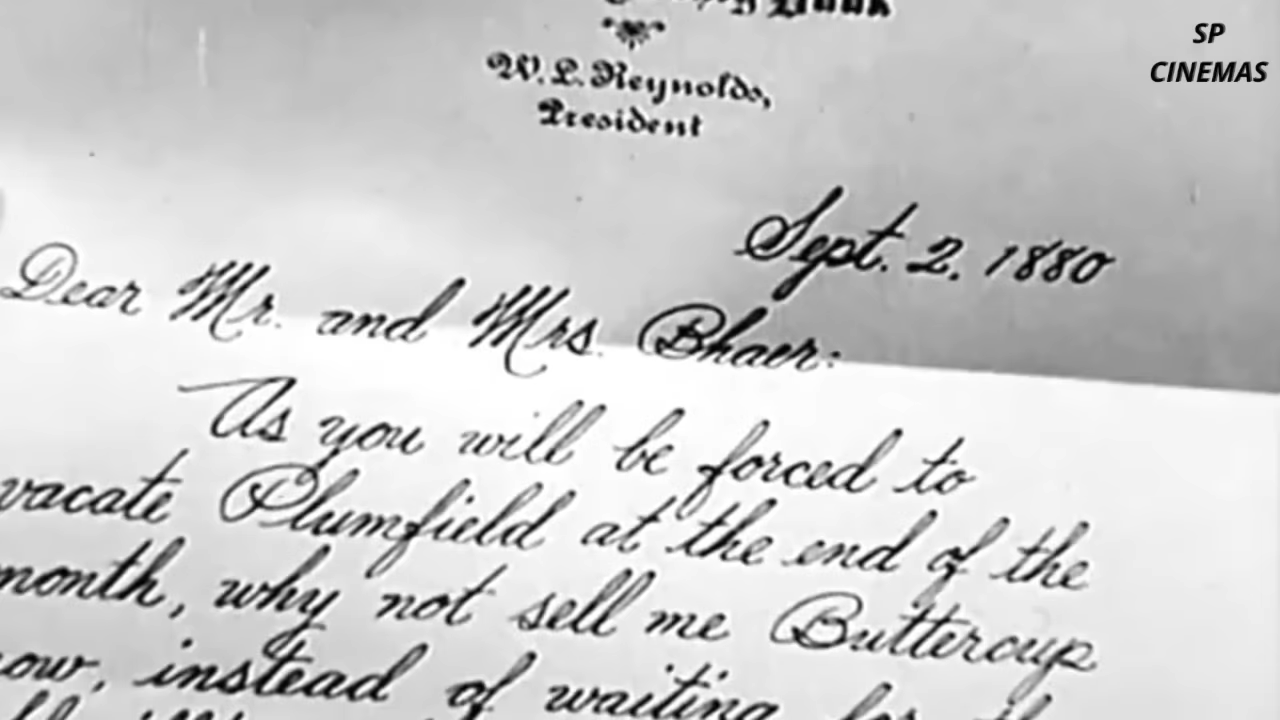 SP
CINEMAS
W. L. Reynolds,
President
Sept. 2, 1880
Dear Mr. and Mrs. Bhaer:
As you will be forced to
vacate Plumfield at the end of the
month, why not sell me Buttercup
now, instead of waiting for